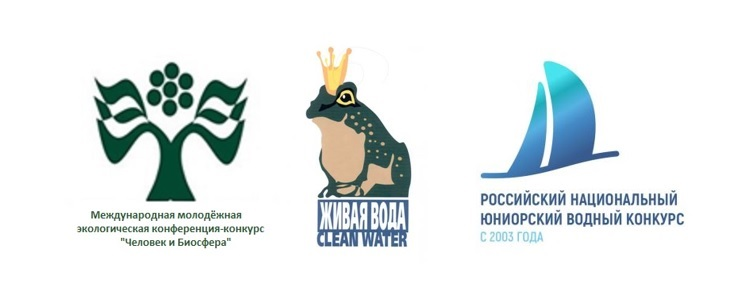 Международная молодёжная
экологическая конференция-конкурс
"Человек и Биосфера"
ЖИВАЯ ВОДА
CLEAN WATER
РОССИЙСКИЙ НАЦИОНАЛЬНЫЙ
ЮНИОРСКИЙ ВОДНЫЙ КОНКУРС
С 2003 ГОДА